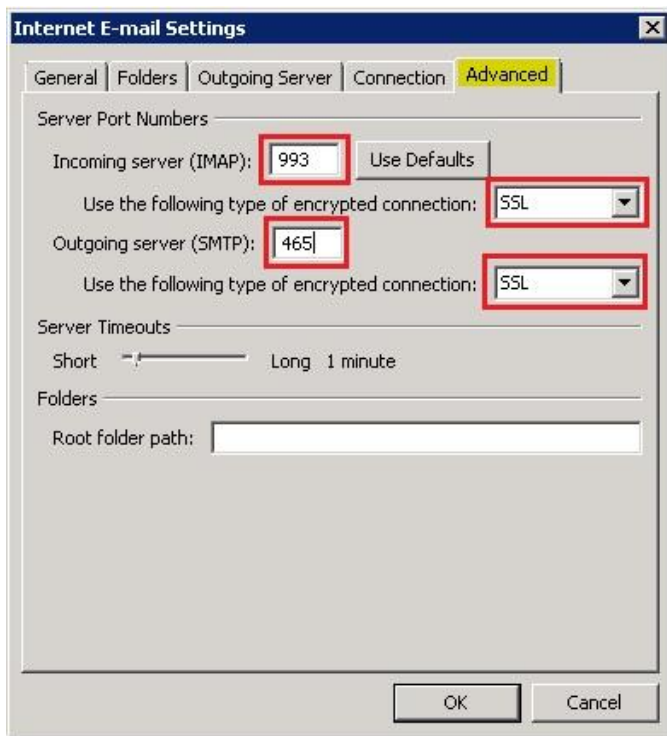 Internet E-mail Settings
General Folders Outgoing Server Connection Advanced
Server Port Numbers
Incoming server (IMAP): 993 Use Defaults
Use the following type of encrypted connection: SSL
Outgoing server (SMTP): 465
Use the following type of encrypted connection: SSL
Server Timeouts
Short Long 1 minute
Folders
Root folder path:
OK Cancel